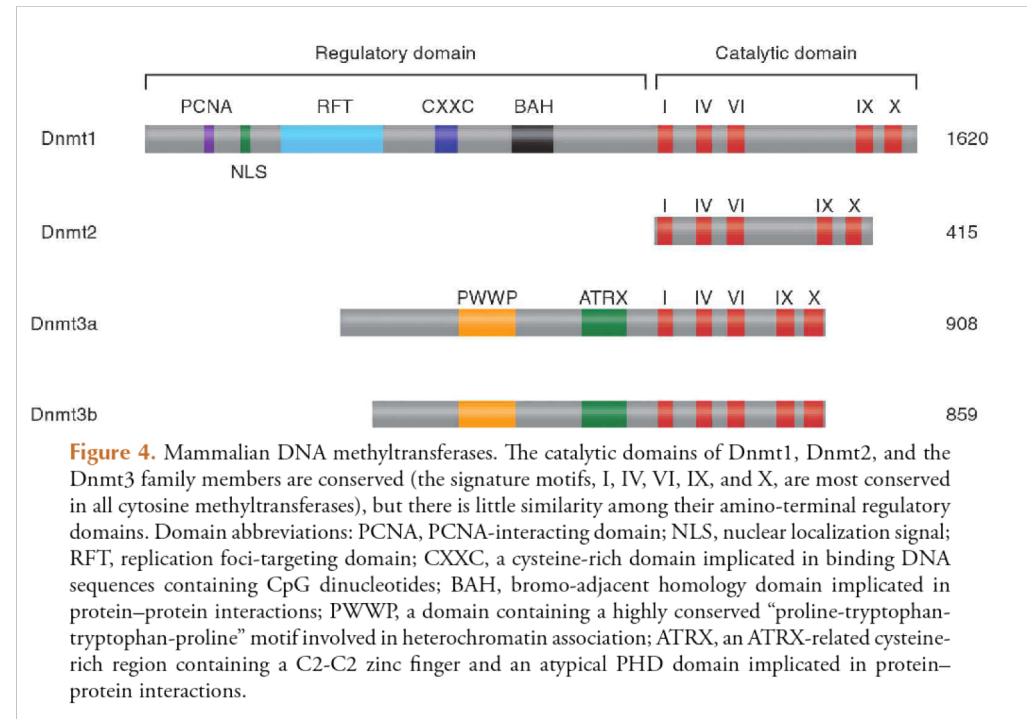 Regulatory domain Catalytic domain
PCNA RFT CXXC BAH I IV VI IX X
Dnmt1 1620
NLS
I IV VI IX X
Dnmt2 415
PWWP ATRX I IV VI IX X
Dnmt3a 908
Dnmt3b 859
Figure 4. Mammalian DNA methyltransferases. The catalytic domains of Dnmt1, Dnmt2, and the
Dnmt3 family members are conserved (the signature motifs, I, IV, VI, IX, and X, are most conserved
in all cytosine methyltransferases), but there is little similarity among their amino-terminal regulatory
domains. Domain abbreviations: PCNA, PCNA-interacting domain; NLS, nuclear localization signal;
RFT, replication foci-targeting domain; CXXC, a cysteine-rich domain implicated in binding DNA
sequences containing CpG dinucleotides; BAH, bromo-adjacent homology domain implicated in
protein–protein interactions; PWWP, a domain containing a highly conserved “proline-tryptophan-
tryptophan-proline” motif involved in heterochromatin association; ATRX, an ATRX-related cysteine-
rich region containing a C2-C2 zinc finger and an atypical PHD domain implicated in protein–
protein interactions.